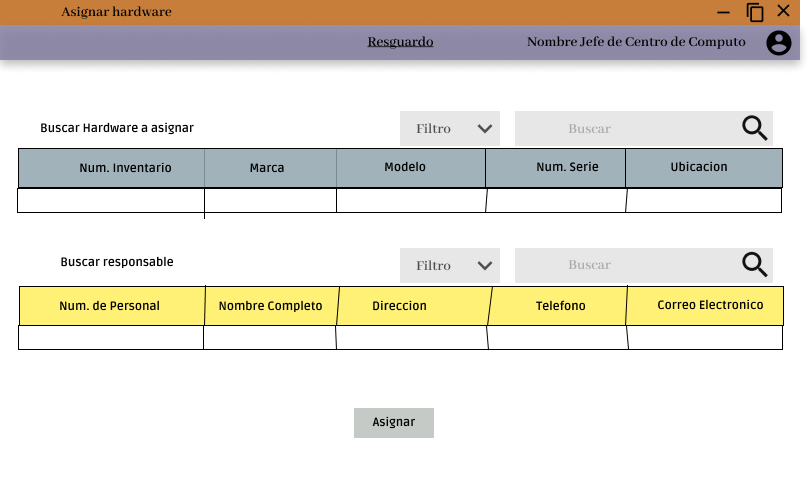 Asignar hardware
Resguardo Nombre Jefe de Centro de Computo
Buscar Hardware a asignar Filtro Buscar
Num. Inventario Marca Modelo Num. Serie Ubicacion
Buscar responsable Filtro Buscar
Num. de Personal Nombre Completo Direccion Telefono Correo Electronico
Asignar